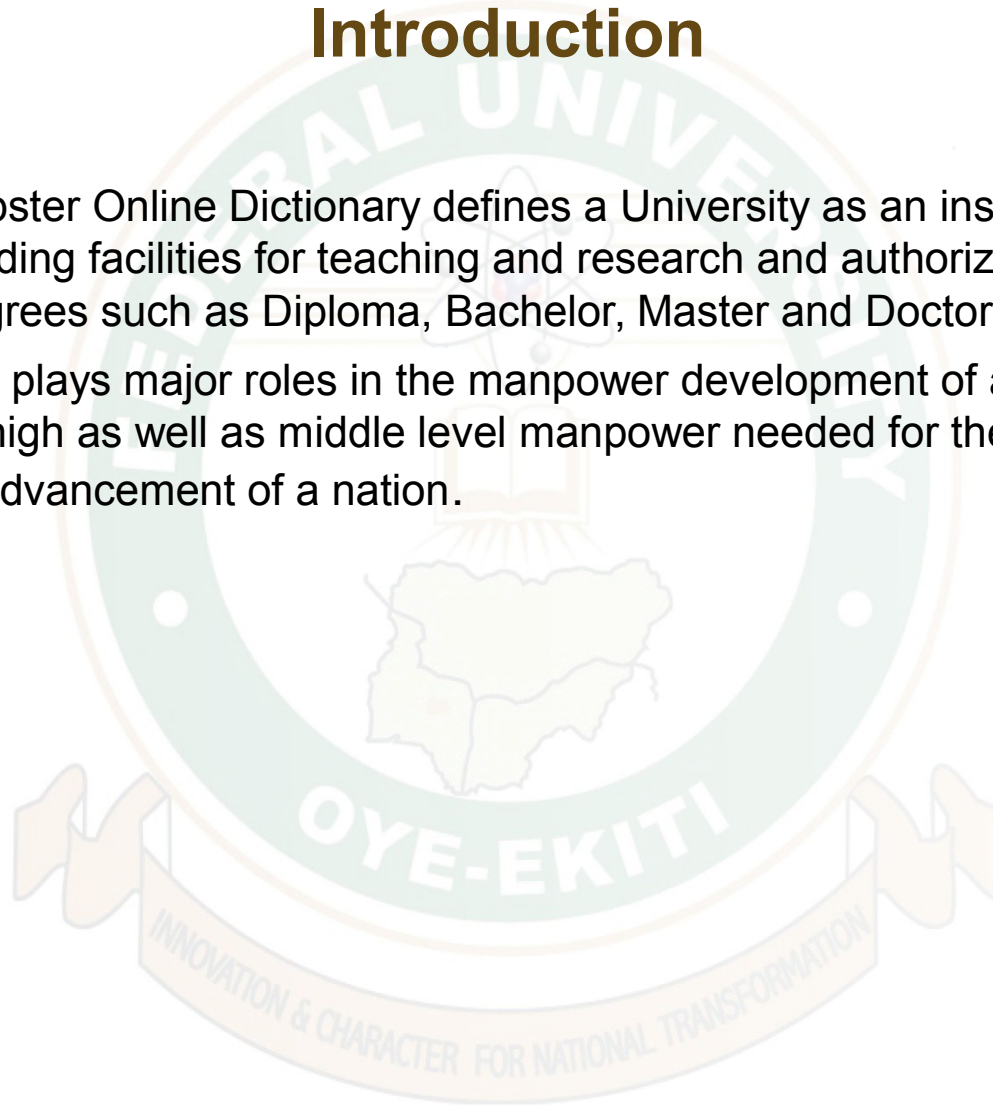 Introduction
FEDERAL UNIVERSITY
oster Online Dictionary defines a University as an ins
ding facilities for teaching and research and authoriz
grees such as Diploma, Bachelor, Master and Doctor
plays major roles in the manpower development of a
high as well as middle level manpower needed for the
dvancement of a nation.
OYE-EKITI
INNOVATION & CHARACTER FOR NATIONAL TRANSFORMATION